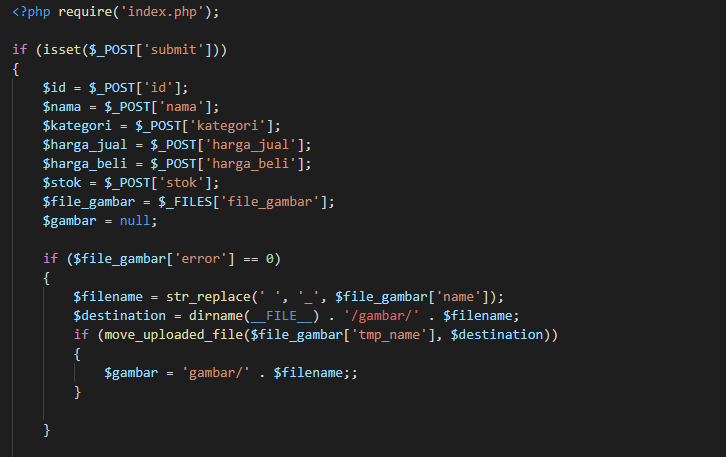 <?php require('index.php');
if (isset($_POST['submit']))
{
$id = $_POST['id'];
$nama = $_POST['nama'];
$kategori = $_POST['kategori'];
$harga_jual = $_POST['harga_jual'];
$harga_beli = $_POST['harga_beli'];
$stok = $_POST['stok'];
$file_gambar = $_FILES['file_gambar'];
$gambar = null;
if ($file_gambar['error'] == 0)
{
$filename = str_replace(' ', '_', $file_gambar['name']);
$destination = dirname(__FILE__) . '/gambar/' . $filename;
if (move_uploaded_file($file_gambar['tmp_name'], $destination))
{
$gambar = 'gambar/' . $filename;;
}
}